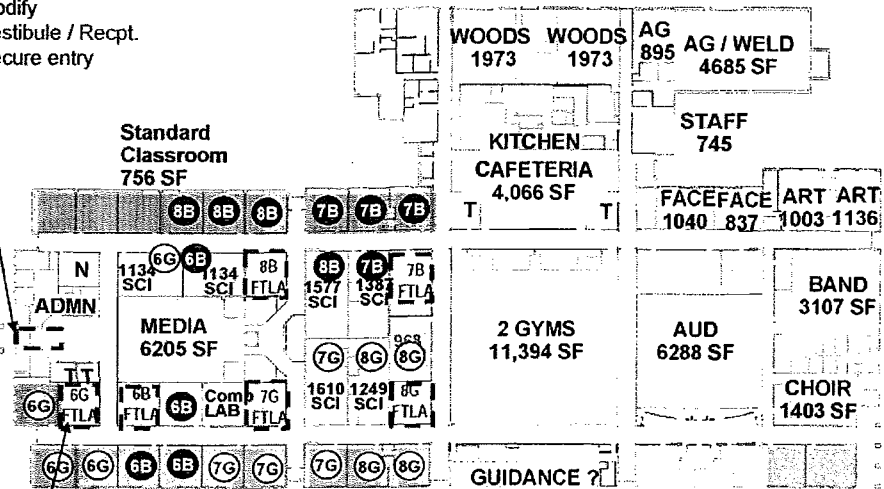 odify
estibule / Recpt.
ecure entry
WOODS
1973
WOODS
1973
AG
895
AG / WELD
4685 SF
STAFF
745
KITCHEN
CAFETERIA
4,066 SF
Standard
Classroom
756 SF
8B 8B 8B 7B 7B 7B
T T
FACE
1040
FACE
837
ART
1003
ART
1136
N
ADMN
1134
SCI
6G 6B
1134
SCI
8B
FTLA
8B
1577
SCI
7B
1387
SCI
7B
FTLA
MEDIA
6205 SF
2 GYMS
11,394 SF
AUD
6288 SF
BAND
3107 SF
968
7G 8G 8G
T T
6G
6G
FTLA
6B
FTLA
6B
Comp
LAB
7G
FTLA
1610
SCI
1249
SCI
8G
FTLA
CHOIR
1403 SF
6G 6G 6B 6B 7G 7G 7G 8G 8G
GUIDANCE ?